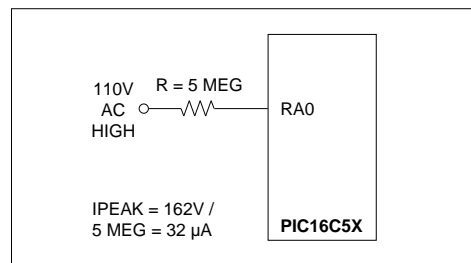 110V
AC
HIGH
R = 5 MEG
RA0
IPEAK = 162V /
5 MEG = 32 µA
PIC16C5X